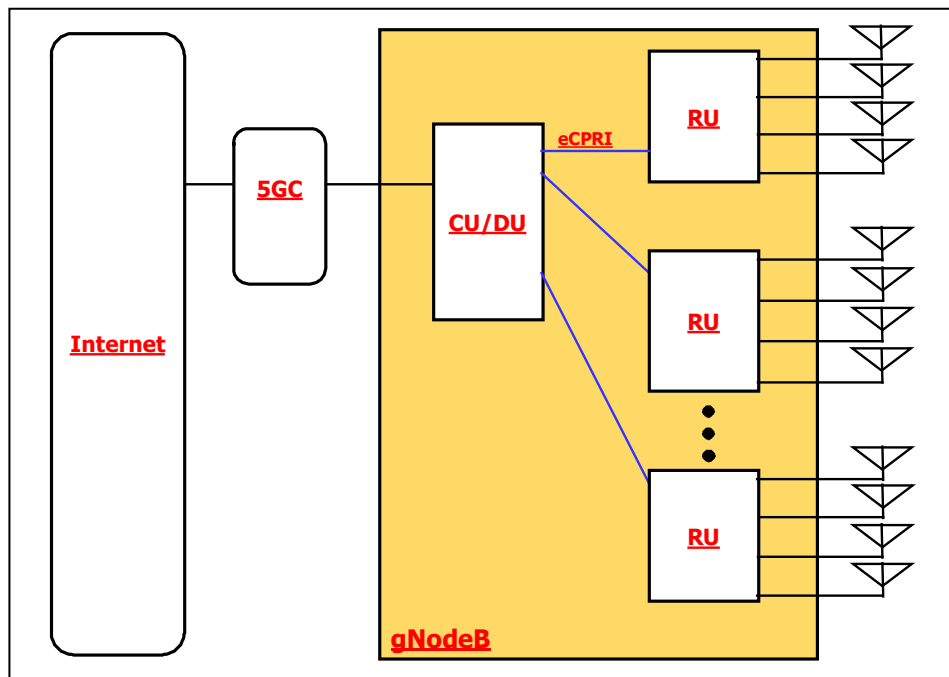 Internet
5GC
CU/DU
eCPRI
RU
RU
RU
gNodeB